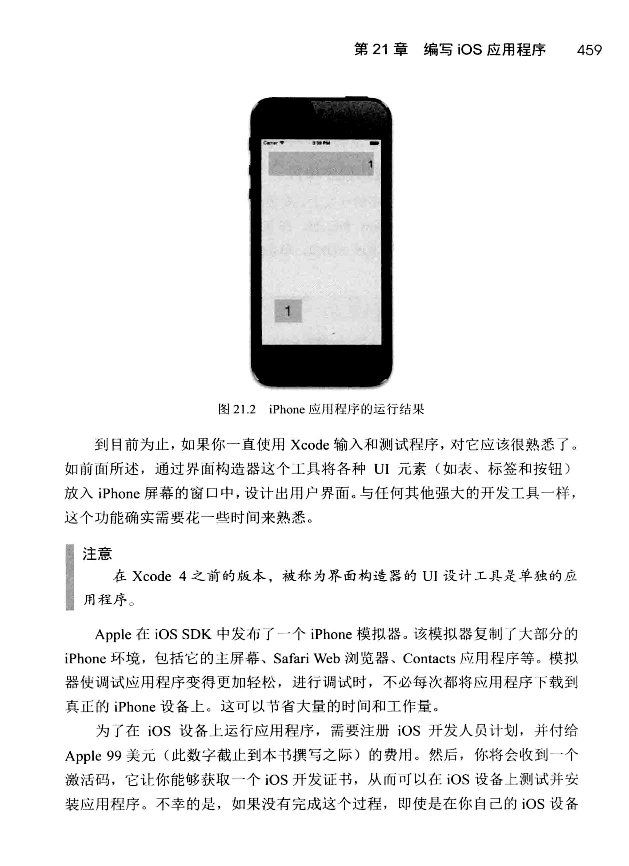 第 21 章 编写 iOS 应用程序 459
Carrier 3:59 PM
1
1
图 21.2 iPhone 应用程序的运行结果
到目前为止，如果你一直使用 Xcode 输入和测试程序，对它应该很熟悉了。
如前面所述，通过界面构造器这个工具将各种 UI 元素（如表、标签和按钮）
放入 iPhone 屏幕的窗口中，设计出用户界面。与任何其他强大的开发工具一样，
这个功能确实需要花一些时间来熟悉。
注意
在 Xcode 4 之前的版本，被称为界面构造器的 UI 设计工具是单独的应
用程序。
Apple 在 iOS SDK 中发布了一个 iPhone 模拟器。该模拟器复制了大部分的
iPhone 环境，包括它的主屏幕、Safari Web 浏览器、Contacts 应用程序等。模拟
器使调试应用程序变得更加轻松，进行调试时，不必每次都将应用程序下载到
真正的 iPhone 设备上。这可以节省大量的时间和工作量。
为了在 iOS 设备上运行应用程序，需要注册 iOS 开发人员计划，并付给
Apple 99 美元（此数字截止到本书撰写之际）的费用。然后，你将会收到一个
激活码，它让你能够获取一个 iOS 开发证书，从而可以在 iOS 设备上测试并安
装应用程序。不幸的是，如果没有完成这个过程，即使是在你自己的 iOS 设备